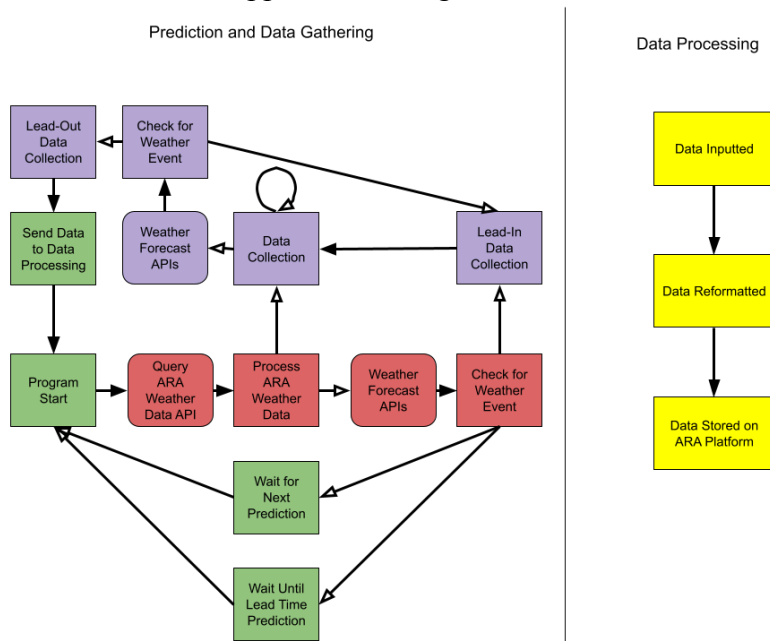 Prediction and Data Gathering
Data Processing
Lead-Out
Data
Collection
Check for
Weather
Event
Send Data
to Data
Processing
Weather
Forecast
APIs
Data
Collection
Lead-In
Data
Collection
Program
Start
Query
ARA
Weather
Data API
Process
ARA
Weather
Data
Weather
Forecast
APIs
Check for
Weather
Event
Wait for
Next
Prediction
Wait Until
Lead Time
Prediction
Data Inputted
Data Reformatted
Data Stored on
ARA Platform